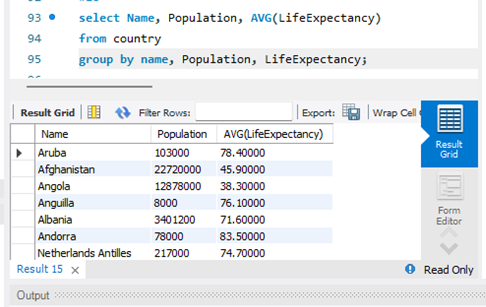 93 select Name, Population, AVG(LifeExpectancy)
94 from country
95 group by name, Population, LifeExpectancy;
Result Grid Filter Rows: Export: Wrap Cell
Name Population AVG(LifeExpectancy)
Aruba 103000 78.40000
Afghanistan 22720000 45.90000
Angola 12878000 38.30000
Anguilla 8000 76.10000
Albania 3401200 71.60000
Andorra 78000 83.50000
Netherlands Antilles 217000 74.70000
Result
Grid
Form
Editor
Result 15 Read Only
Output